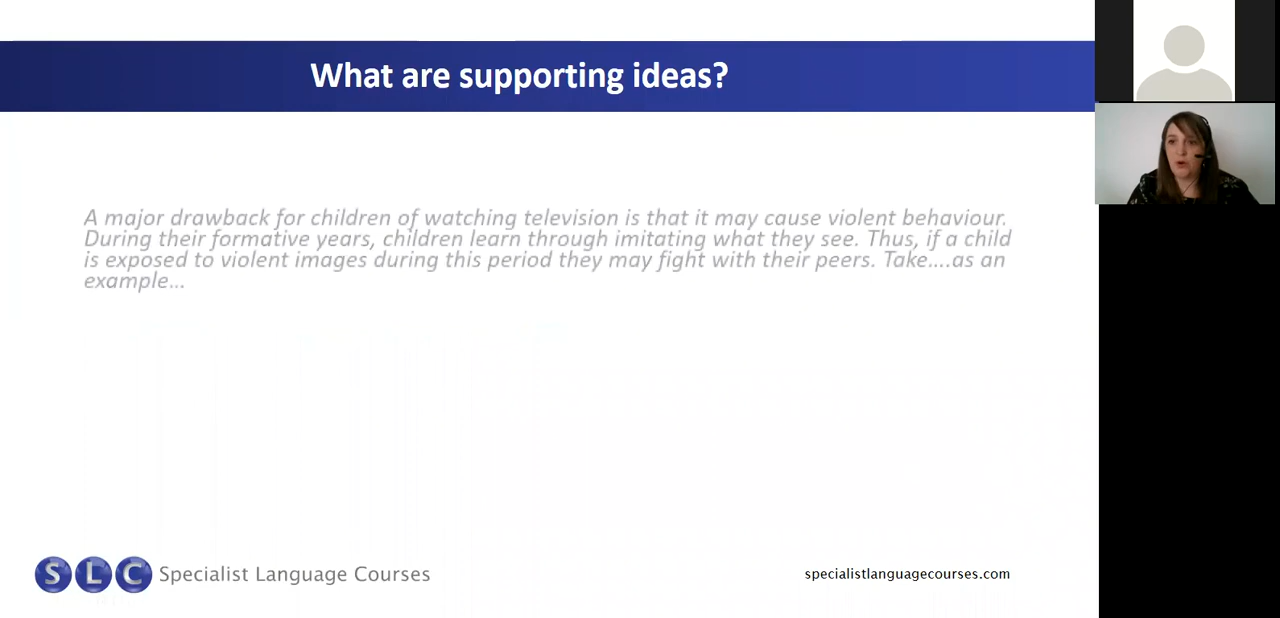 What are supporting ideas?
A major drawback for children of watching television is that it may cause violent behaviour.
During their formative years, children learn through imitating what they see. Thus, if a child
is exposed to violent images during this period they may fight with their peers. Take....as an
example...
S L C Specialist Language Courses
specialistlanguagecourses.com